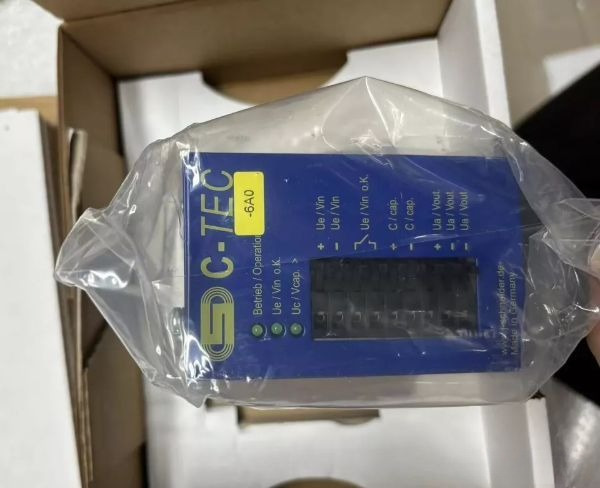 C-TEC
-6A0
Betrieb / Operation
Ue / Vin o.K.
Uc / Vcap. >
+ Ue / Vin
– Ue / Vin
Ue / Vin o.K.
+ C / cap.
– C / cap.
+ Ua / Vout
– Ua / Vout
– Ua / Vout
Made in Germany